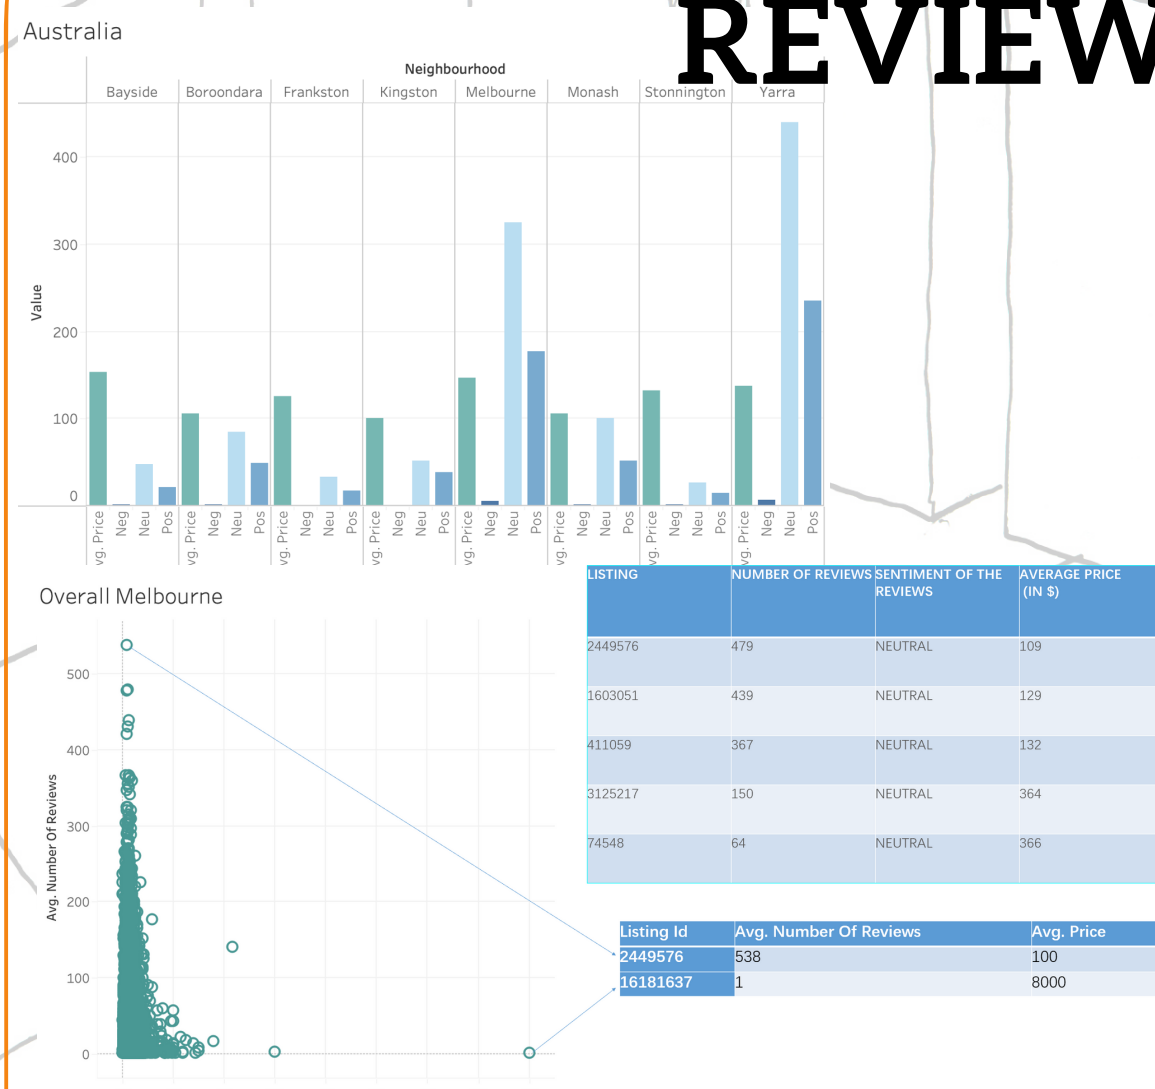 REVIEW
Australia
Neighbourhood
Bayside Boroondara Frankston Kingston Melbourne Monash Stonnington Yarra
400
300
200
100
0
Value
vg. Price Neg Neu Pos vg. Price Neg Neu Pos vg. Price Neg Neu Pos vg. Price Neg Neu Pos vg. Price Neg Neu Pos vg. Price Neg Neu Pos vg. Price Neg Neu Pos vg. Price Neg Neu Pos
Overall Melbourne
500
400
300
200
100
0
Avg. Number Of Reviews
LISTING NUMBER OF REVIEWS SENTIMENT OF THE AVERAGE PRICE
REVIEWS (IN $)
2449576 479 NEUTRAL 109
1603051 439 NEUTRAL 129
411059 367 NEUTRAL 132
3125217 150 NEUTRAL 364
74548 64 NEUTRAL 366
Listing Id Avg. Number Of Reviews Avg. Price
2449576 538 100
16181637 1 8000